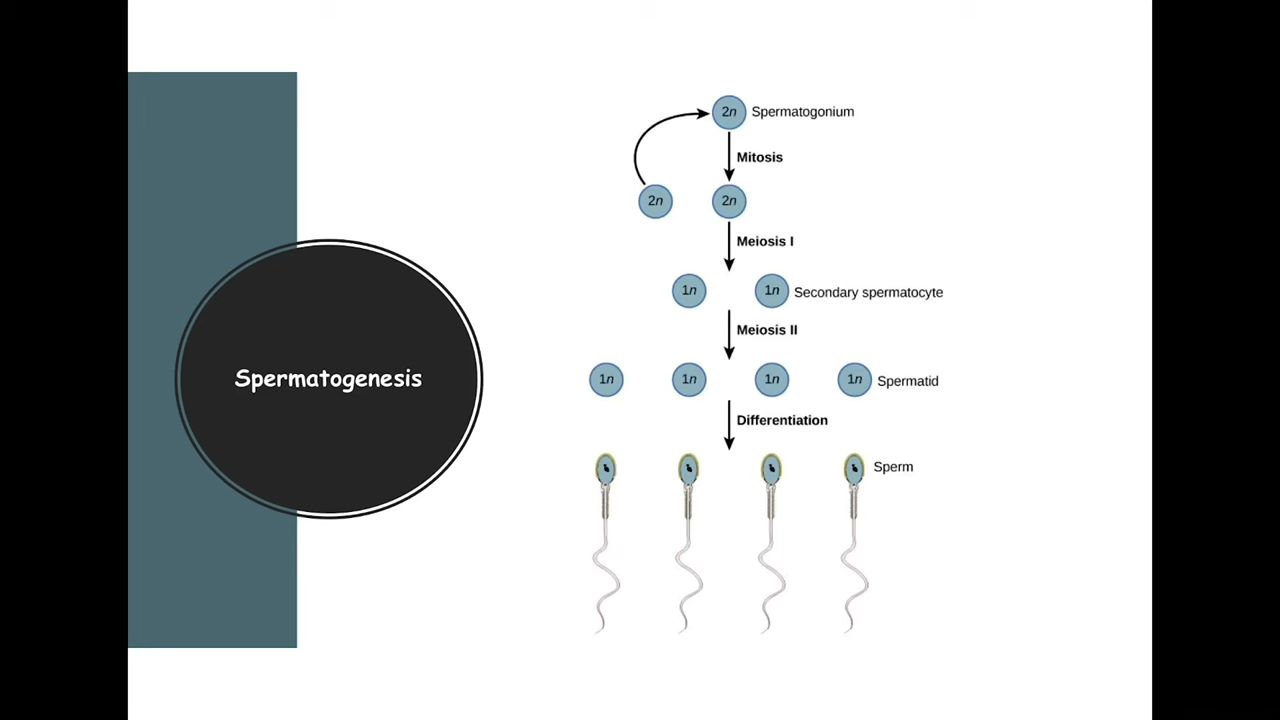 Spermatogenesis
2n Spermatogonium
Mitosis
2n 2n
Meiosis I
1n 1n Secondary spermatocyte
Meiosis II
1n 1n 1n 1n Spermatid
Differentiation
Sperm